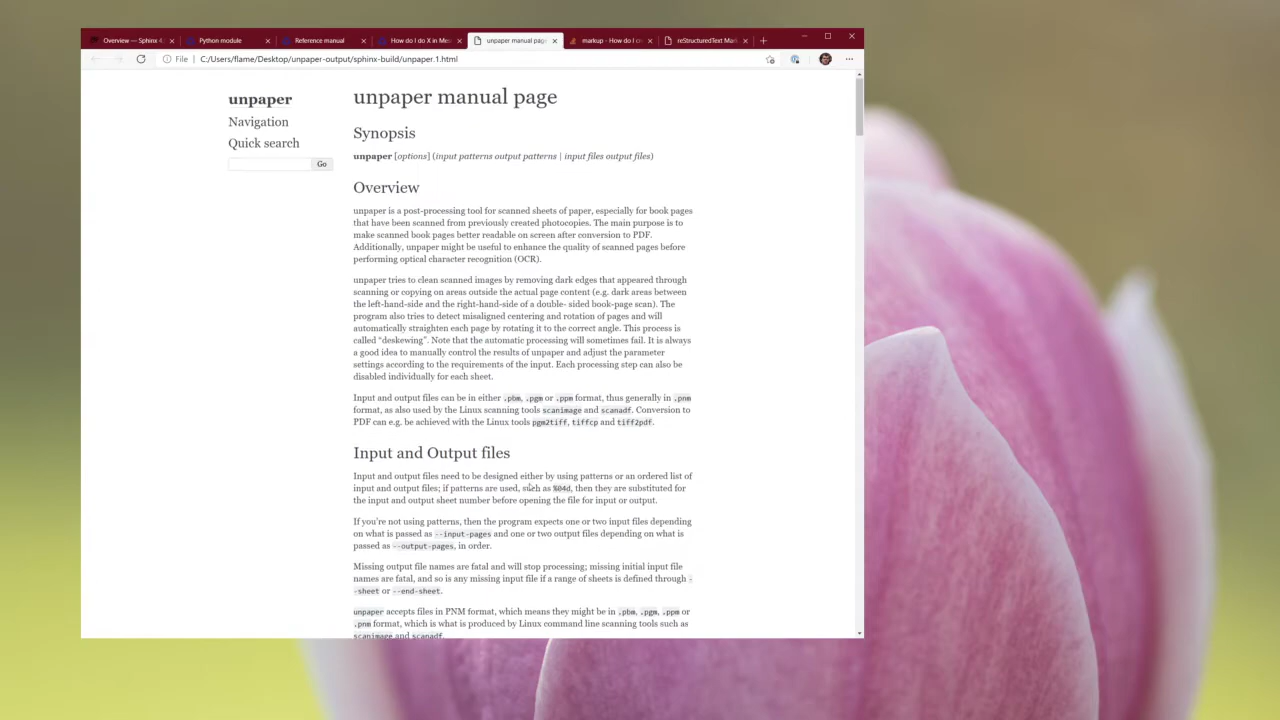 Overview — Sphinx 4.
Python module
Reference manual
How do I do X in Mes
unpaper manual page
markup - How do I cr
reStructuredText Mark
File
C:/Users/flame/Desktop/unpaper-output/sphinx-build/unpaper.1.html
unpaper
Navigation
Quick search
Go
unpaper manual page
Synopsis
unpaper [options] (input patterns output patterns | input files output files)
Overview
unpaper is a post-processing tool for scanned sheets of paper, especially for book pages
that have been scanned from previously created photocopies. The main purpose is to
make scanned book pages better readable on screen after conversion to PDF.
Additionally, unpaper might be useful to enhance the quality of scanned pages before
performing optical character recognition (OCR).
unpaper tries to clean scanned images by removing dark edges that appeared through
scanning or copying on areas outside the actual page content (e.g. dark areas between
the left-hand-side and the right-hand-side of a double- sided book-page scan). The
program also tries to detect misaligned centering and rotation of pages and will
automatically straighten each page by rotating it to the correct angle. This process is
called “deskewing”. Note that the automatic processing will sometimes fail. It is always
a good idea to manually control the results of unpaper and adjust the parameter
settings according to the requirements of the input. Each processing step can also be
disabled individually for each sheet.
Input and output files can be in either .pbm, .pgm or .ppm format, thus generally in .pnm
format, as also used by the Linux scanning tools scanimage and scanadf. Conversion to
PDF can e.g. be achieved with the Linux tools pgm2tiff, tiffcp and tiff2pdf.
Input and Output files
Input and output files need to be designed either by using patterns or an ordered list of
input and output files; if patterns are used, such as %04d, then they are substituted for
the input and output sheet number before opening the file for input or output.
If you’re not using patterns, then the program expects one or two input files depending
on what is passed as --input-pages and one or two output files depending on what is
passed as --output-pages, in order.
Missing output file names are fatal and will stop processing; missing initial input file
names are fatal, and so is any missing input file if a range of sheets is defined through -
-sheet or --end-sheet.
unpaper accepts files in PNM format, which means they might be in .pbm, .pgm, .ppm or
.pnm format, which is what is produced by Linux command line scanning tools such as
scanimage and scanadf.